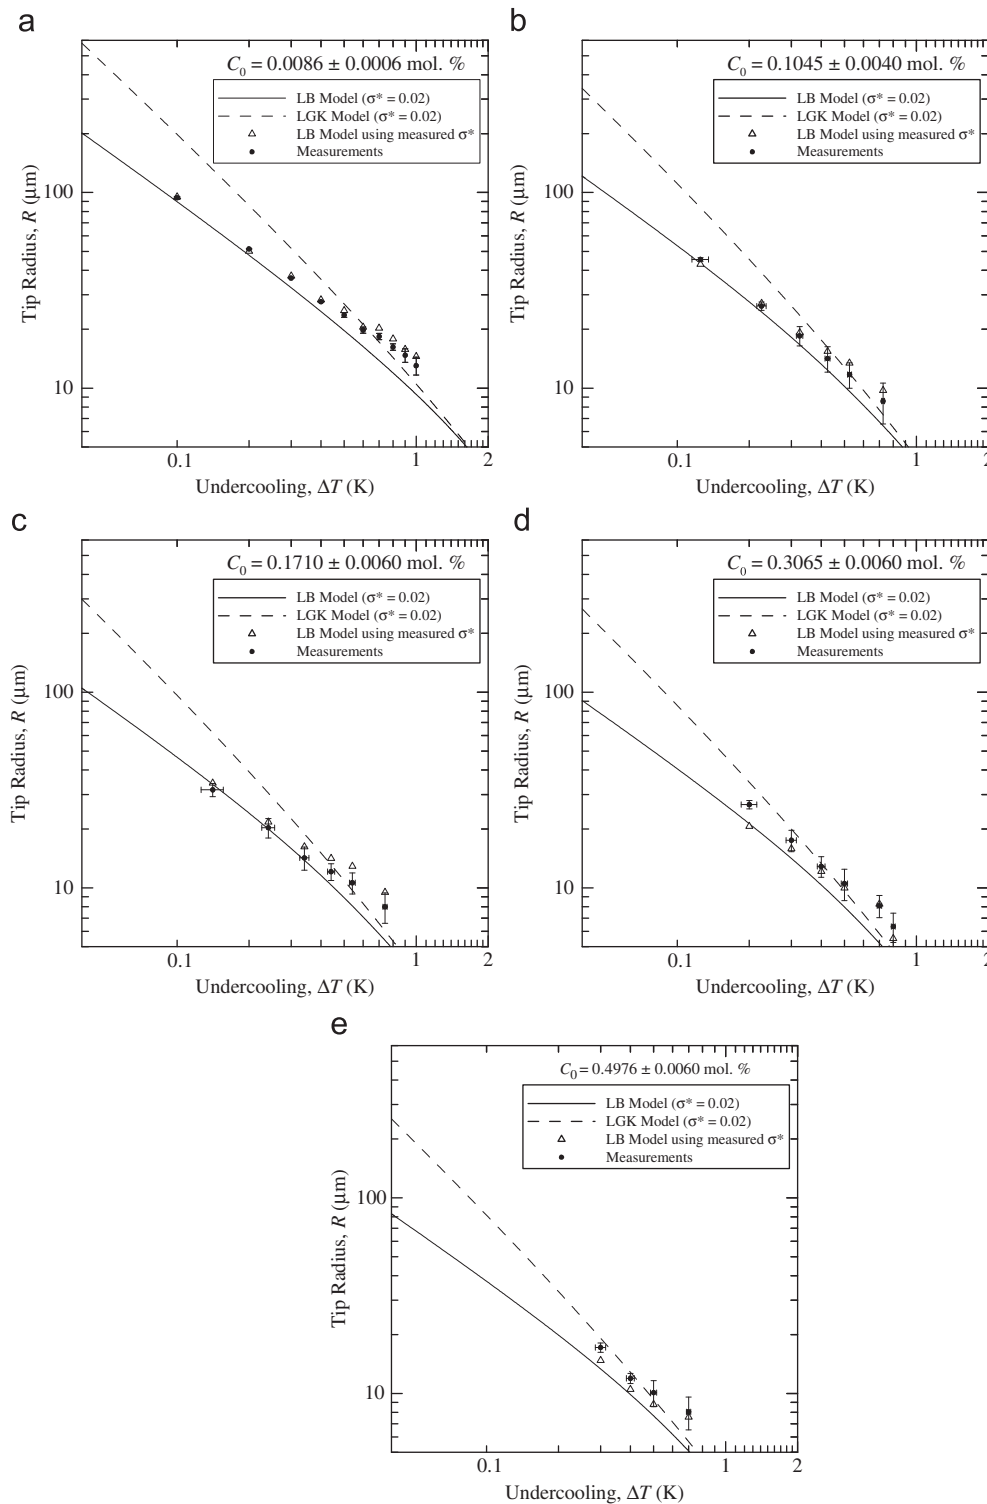 a
C0 = 0.0086 ± 0.0006 mol. %
LB Model (σ* = 0.02)
LGK Model (σ* = 0.02)
LB Model using measured σ*
Measurements
Tip Radius, R (μm)
100
10
0.1
1
2
Undercooling, ΔT (K)
b
C0 = 0.1045 ± 0.0040 mol. %
LB Model (σ* = 0.02)
LGK Model (σ* = 0.02)
LB Model using measured σ*
Measurements
Tip Radius, R (μm)
100
10
0.1
1
2
Undercooling, ΔT (K)
c
C0 = 0.1710 ± 0.0060 mol. %
LB Model (σ* = 0.02)
LGK Model (σ* = 0.02)
LB Model using measured σ*
Measurements
Tip Radius, R (μm)
100
10
0.1
1
2
Undercooling, ΔT (K)
d
C0 = 0.3065 ± 0.0060 mol. %
LB Model (σ* = 0.02)
LGK Model (σ* = 0.02)
LB Model using measured σ*
Measurements
Tip Radius, R (μm)
100
10
0.1
1
2
Undercooling, ΔT (K)
e
C0 = 0.4976 ± 0.0060 mol. %
LB Model (σ* = 0.02)
LGK Model (σ* = 0.02)
LB Model using measured σ*
Measurements
Tip Radius, R (μm)
100
10
0.1
1
2
Undercooling, ΔT (K)